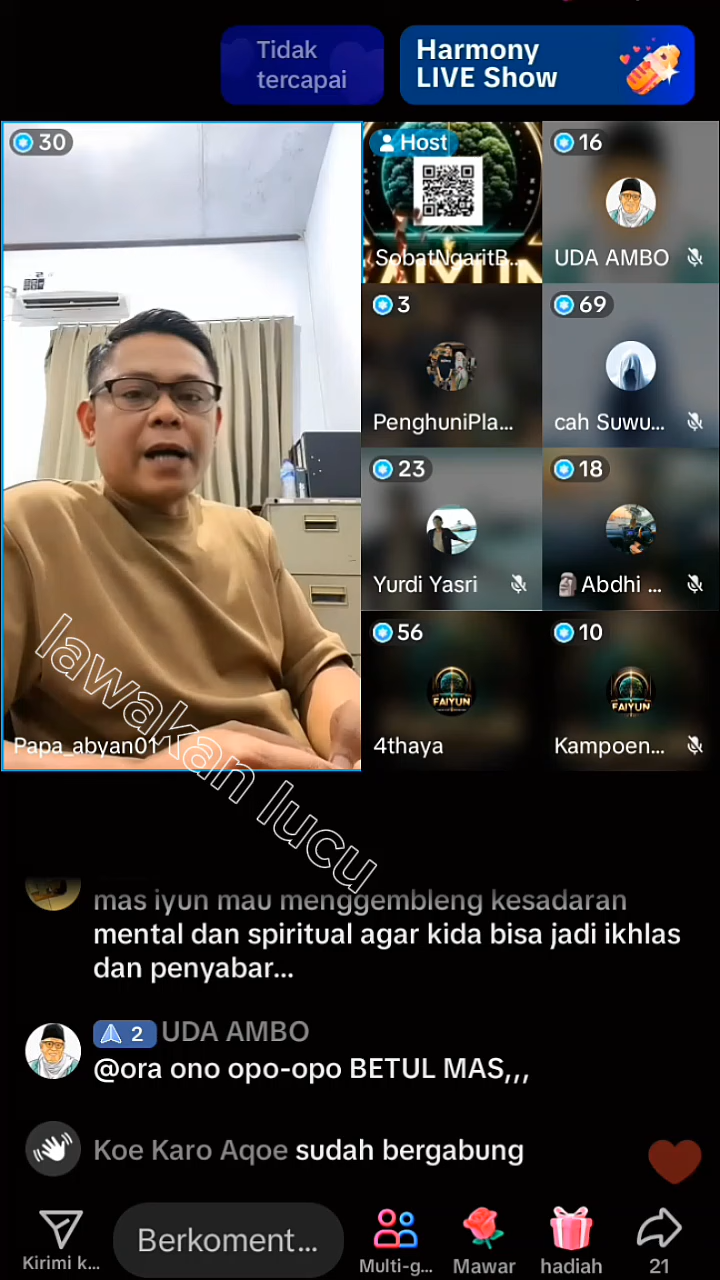 Tidak
tercapai
Harmony
LIVE Show
30
Host
SobatNgaritB...
16
UDA AMBO
3
PenghuniPla...
69
cah Suwu...
23
Yurdi Yasri
18
Abdhi ...
56
4thaya
10
Kampoen...
FAIYUN
FAIYUN
FAIYUN
Papa_abyan01
lawakan lucu
mas iyun mau menggembleng kesadaran
mental dan spiritual agar kida bisa jadi ikhlas
dan penyabar...
2 UDA AMBO
@ora ono opo-opo BETUL MAS,,,
Koe Karo Aqoe sudah bergabung
Kirimi k...
Berkoment...
Multi-g...
Mawar
hadiah
21